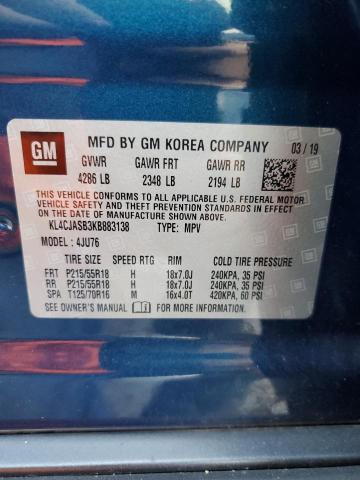 GM
MFD BY GM KOREA COMPANY 03/19
GVWR GAWR FRT GAWR RR
4286 LB 2348 LB 2194 LB
THIS VEHICLE CONFORMS TO ALL APPLICABLE U.S. FEDERAL MOTOR
VEHICLE SAFETY AND THEFT PREVENTION STANDARDS IN EFFECT
ON THE DATE OF MANUFACTURE SHOWN ABOVE.
KL4CJASB3KB883138 TYPE: MPV
MODEL: 4JU76
TIRE SIZE SPEED RTG RIM COLD TIRE PRESSURE
FRT P215/55R18 H 18x7.0J 240KPA, 35 PSI
RR P215/55R18 H 18x7.0J 240KPA, 35 PSI
SPA T125/70R16 M 16x4.0T 420KPA, 60 PSI
SEE OWNER'S MANUAL FOR MORE INFORMATION.